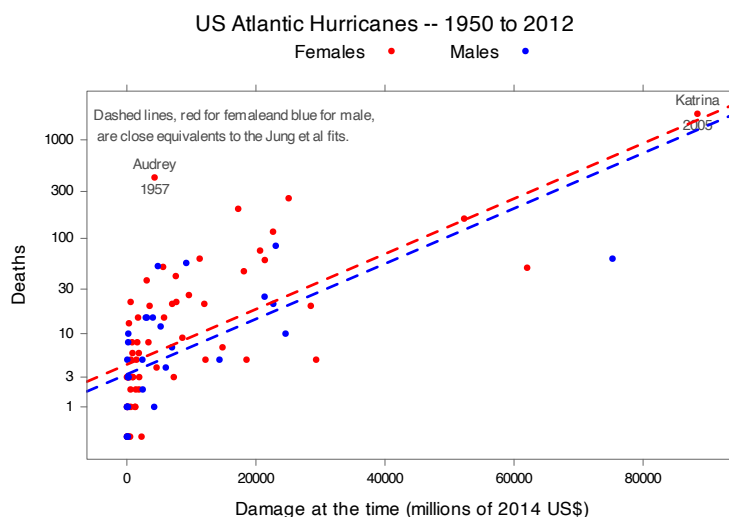 US Atlantic Hurricanes -- 1950 to 2012
Females Males
Dashed lines, red for femaleand blue for male,
are close equivalents to the Jung et al fits.
Katrina
2005
Audrey
1957
Deaths
1000
300
100
30
10
3
1
0 20000 40000 60000 80000
Damage at the time (millions of 2014 US$)